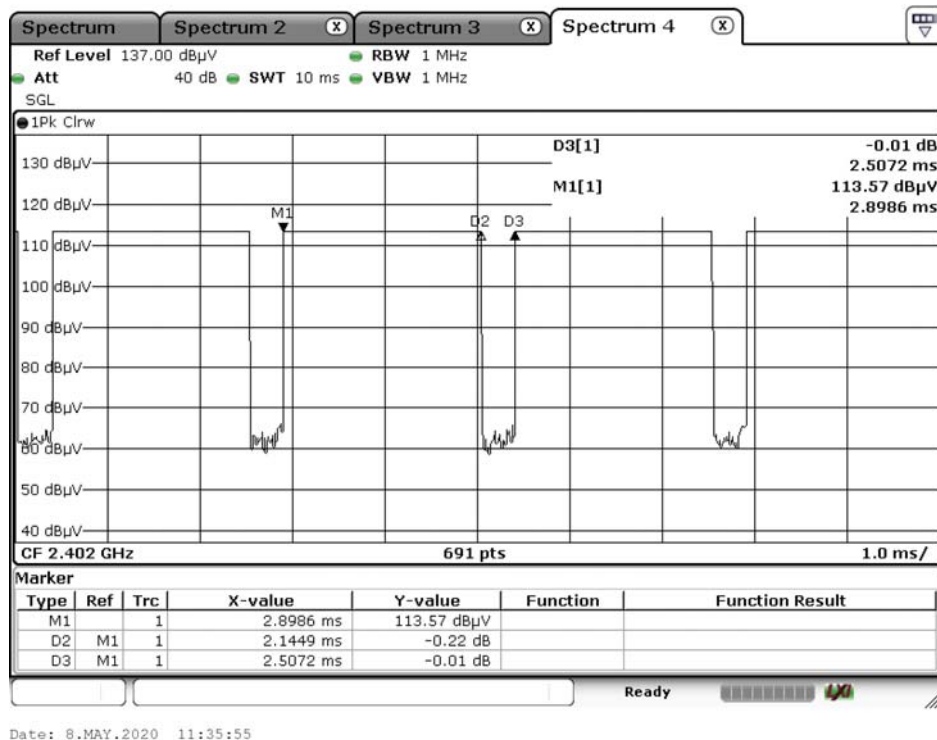 Spectrum Spectrum 2 X Spectrum 3 X Spectrum 4 X
Ref Level 137.00 dBµV RBW 1 MHz
Att 40 dB SWT 10 ms VBW 1 MHz
SGL
1Pk Clrw
D3[1] -0.01 dB
130 dBµV 2.5072 ms
M1[1] 113.57 dBµV
120 dBµV 2.8986 ms
M1 D2 D3
110 dBµV
100 dBµV
90 dBµV
80 dBµV
70 dBµV
60 dBµV
50 dBµV
40 dBµV
CF 2.402 GHz 691 pts 1.0 ms/
Marker
Type Ref Trc X-value Y-value Function Function Result
M1 1 2.8986 ms 113.57 dBµV
D2 M1 1 2.1449 ms -0.22 dB
D3 M1 1 2.5072 ms -0.01 dB
Ready LXI
Date: 8.MAY.2020 11:35:55